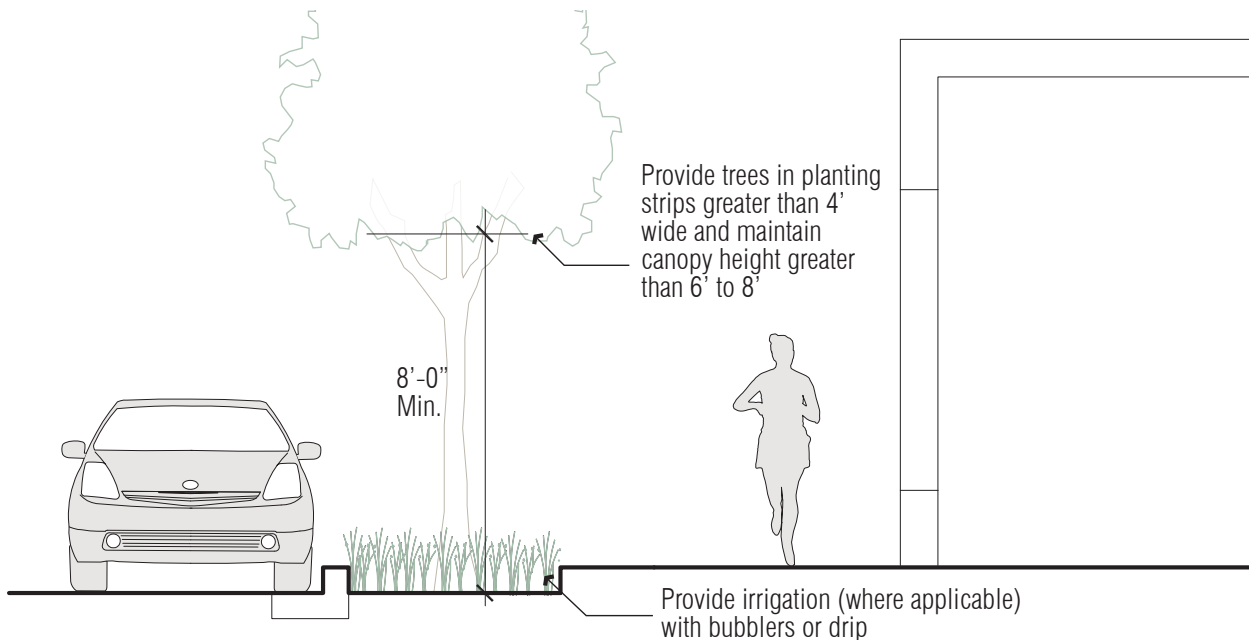 Provide trees in planting
strips greater than 4’
wide and maintain
canopy height greater
than 6’ to 8’
8’-0”
Min.
Provide irrigation (where applicable)
with bubblers or drip